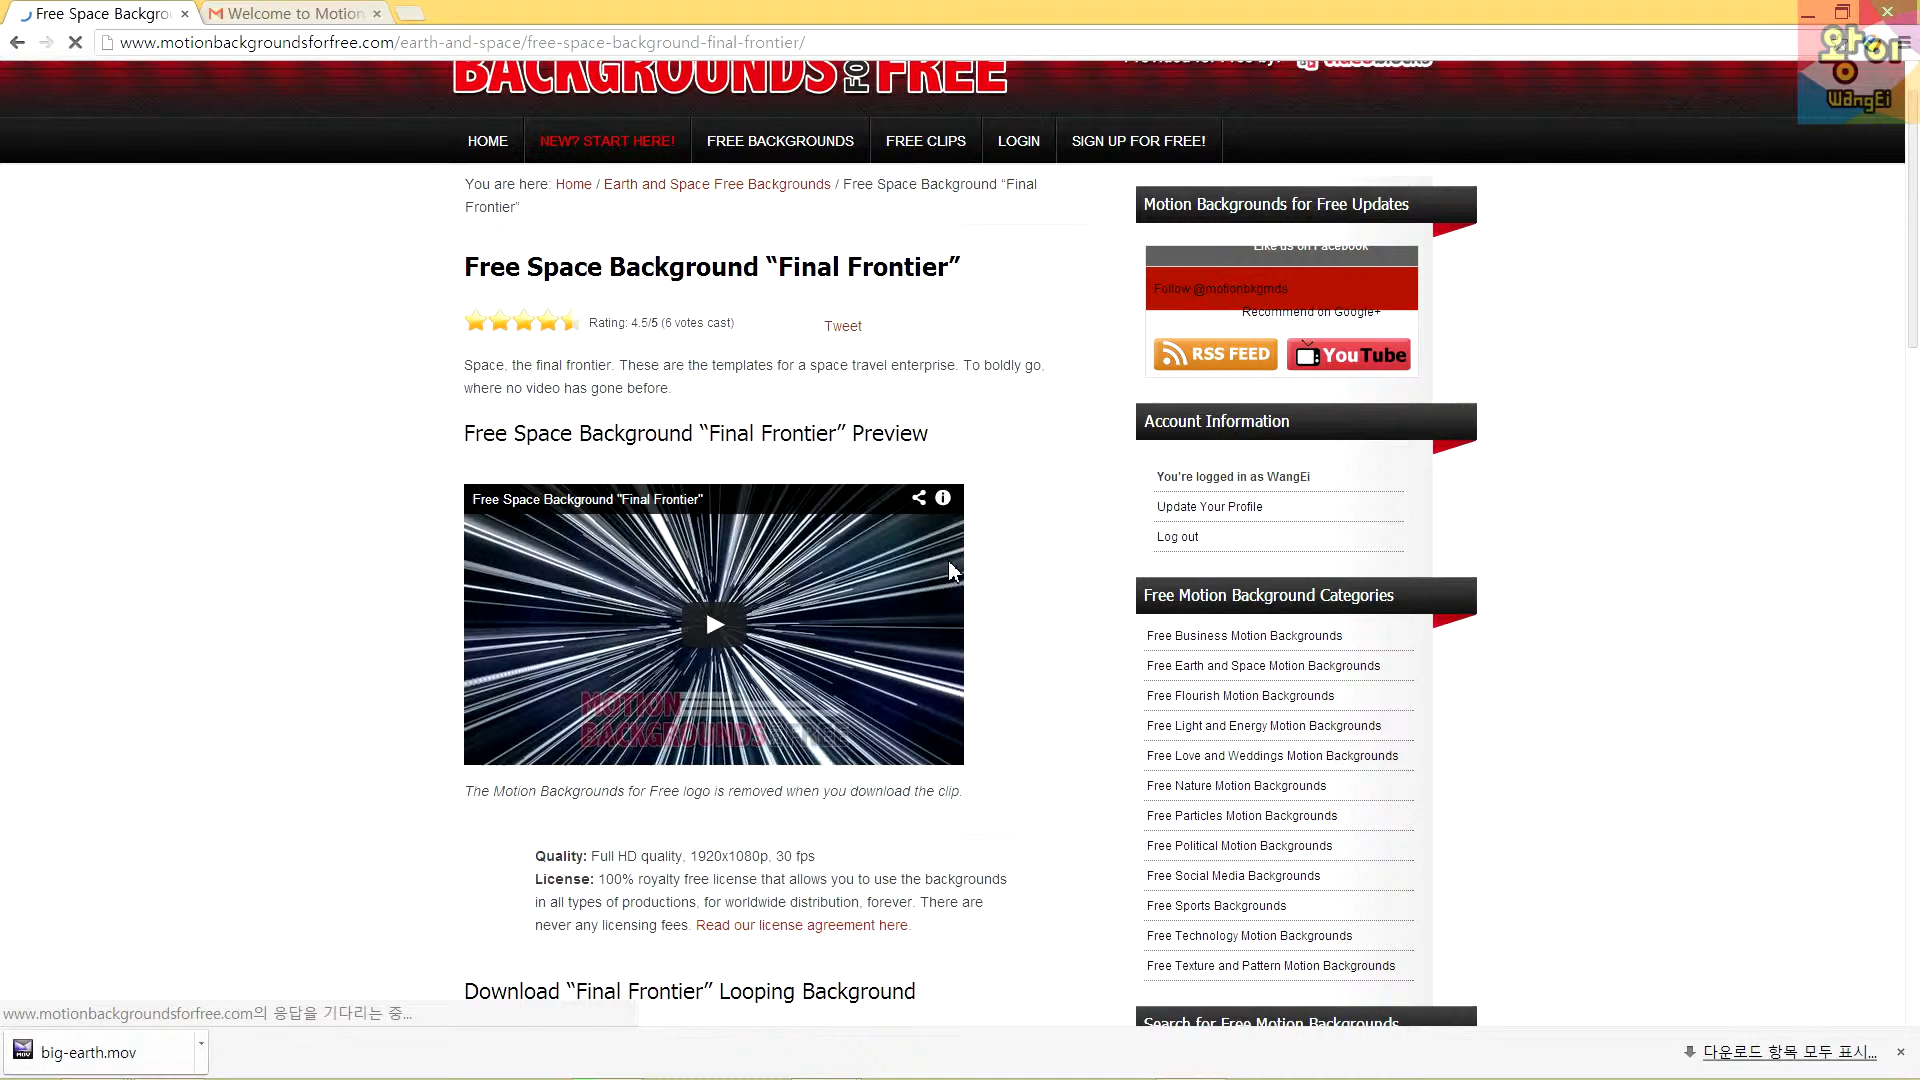 Free Space Backgro
Welcome to Motion
www.motionbackgroundsforfree.com/earth-and-space/free-space-background-final-frontier/
왕이
WangEi
BACKGROUNDS FOR FREE
HOME
NEW? START HERE!
FREE BACKGROUNDS
FREE CLIPS
LOGIN
SIGN UP FOR FREE!
You are here: Home / Earth and Space Free Backgrounds / Free Space Background “Final
Frontier”
Free Space Background “Final Frontier”
Rating: 4.5/5 (6 votes cast)
Tweet
Space, the final frontier. These are the templates for a space travel enterprise. To boldly go,
where no video has gone before.
Free Space Background “Final Frontier” Preview
Free Space Background "Final Frontier"
MOTION
BACKGROUNDS FOR FREE
The Motion Backgrounds for Free logo is removed when you download the clip.
Quality: Full HD quality, 1920x1080p, 30 fps
License: 100% royalty free license that allows you to use the backgrounds
in all types of productions, for worldwide distribution, forever. There are
never any licensing fees. Read our license agreement here.
Download “Final Frontier” Looping Background
Motion Backgrounds for Free Updates
Like us on Facebook
Follow @motionbkgrnds
Recommend on Google+
RSS FEED
YouTube
Account Information
You're logged in as WangEi
Update Your Profile
Log out
Free Motion Background Categories
Free Business Motion Backgrounds
Free Earth and Space Motion Backgrounds
Free Flourish Motion Backgrounds
Free Light and Energy Motion Backgrounds
Free Love and Weddings Motion Backgrounds
Free Nature Motion Backgrounds
Free Particles Motion Backgrounds
Free Political Motion Backgrounds
Free Social Media Backgrounds
Free Sports Backgrounds
Free Technology Motion Backgrounds
Free Texture and Pattern Motion Backgrounds
Search for Free Motion Backgrounds
www.motionbackgroundsforfree.com의 응답을 기다리는 중...
big-earth.mov
다운로드 항목 모두 표시...